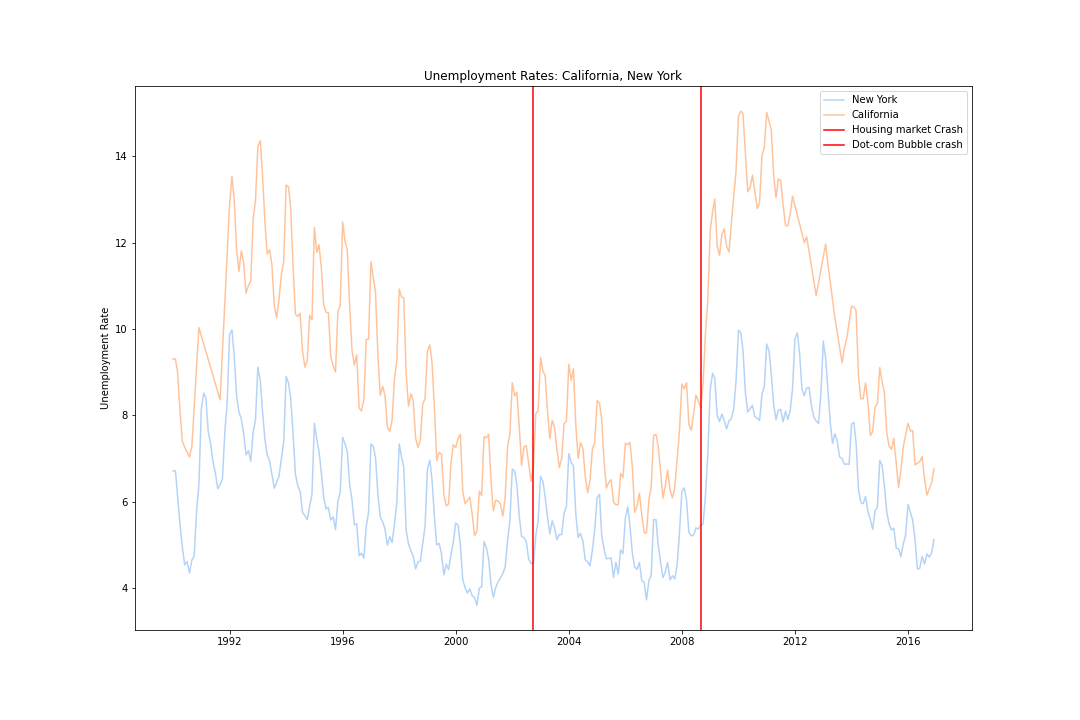 Unemployment Rates: California, New York
New York
California
Housing market Crash
Dot-com Bubble crash
Unemployment Rate
14
12
10
8
6
4
1992 1996 2000 2004 2008 2012 2016